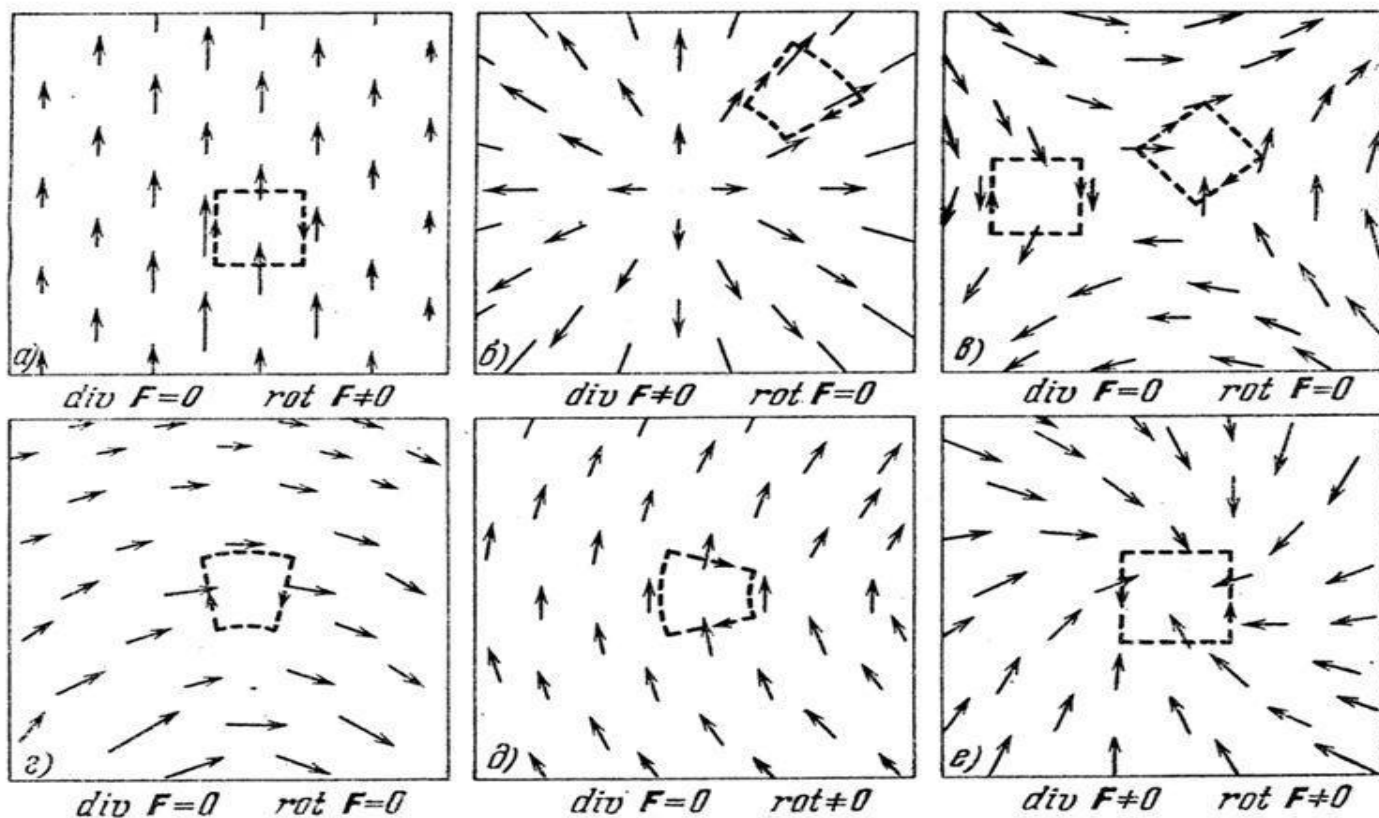 а) б) в)
div F=0 rot F≠0 div F≠0 rot F=0 div F=0 rot F=0
г) д) е)
div F=0 rot F=0 div F=0 rot≠0 div F≠0 rot F≠0